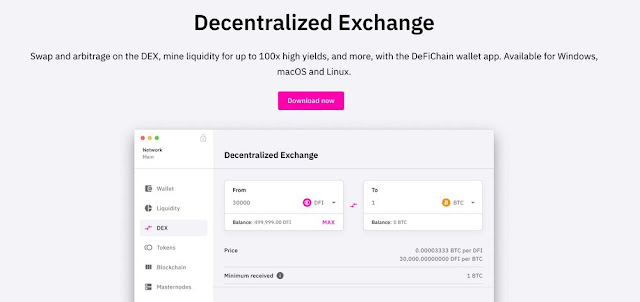 Decentralized Exchange
Swap and arbitrage on the DEX, mine liquidity for up to 100x high yields, and more, with the DeFiChain wallet app. Available for Windows,
macOS and Linux.
Download now
Network
Main
Decentralized Exchange
From
To
30000 DFI
1 BTC
Balance: 499,999.00 DFI MAX
Balance: 0 BTC
Wallet
Liquidity
DEX
Tokens
Blockchain
Masternodes
Price
0.00003333 BTC per DFI
30,000.00000000 DFI per BTC
Minimum received
1 BTC